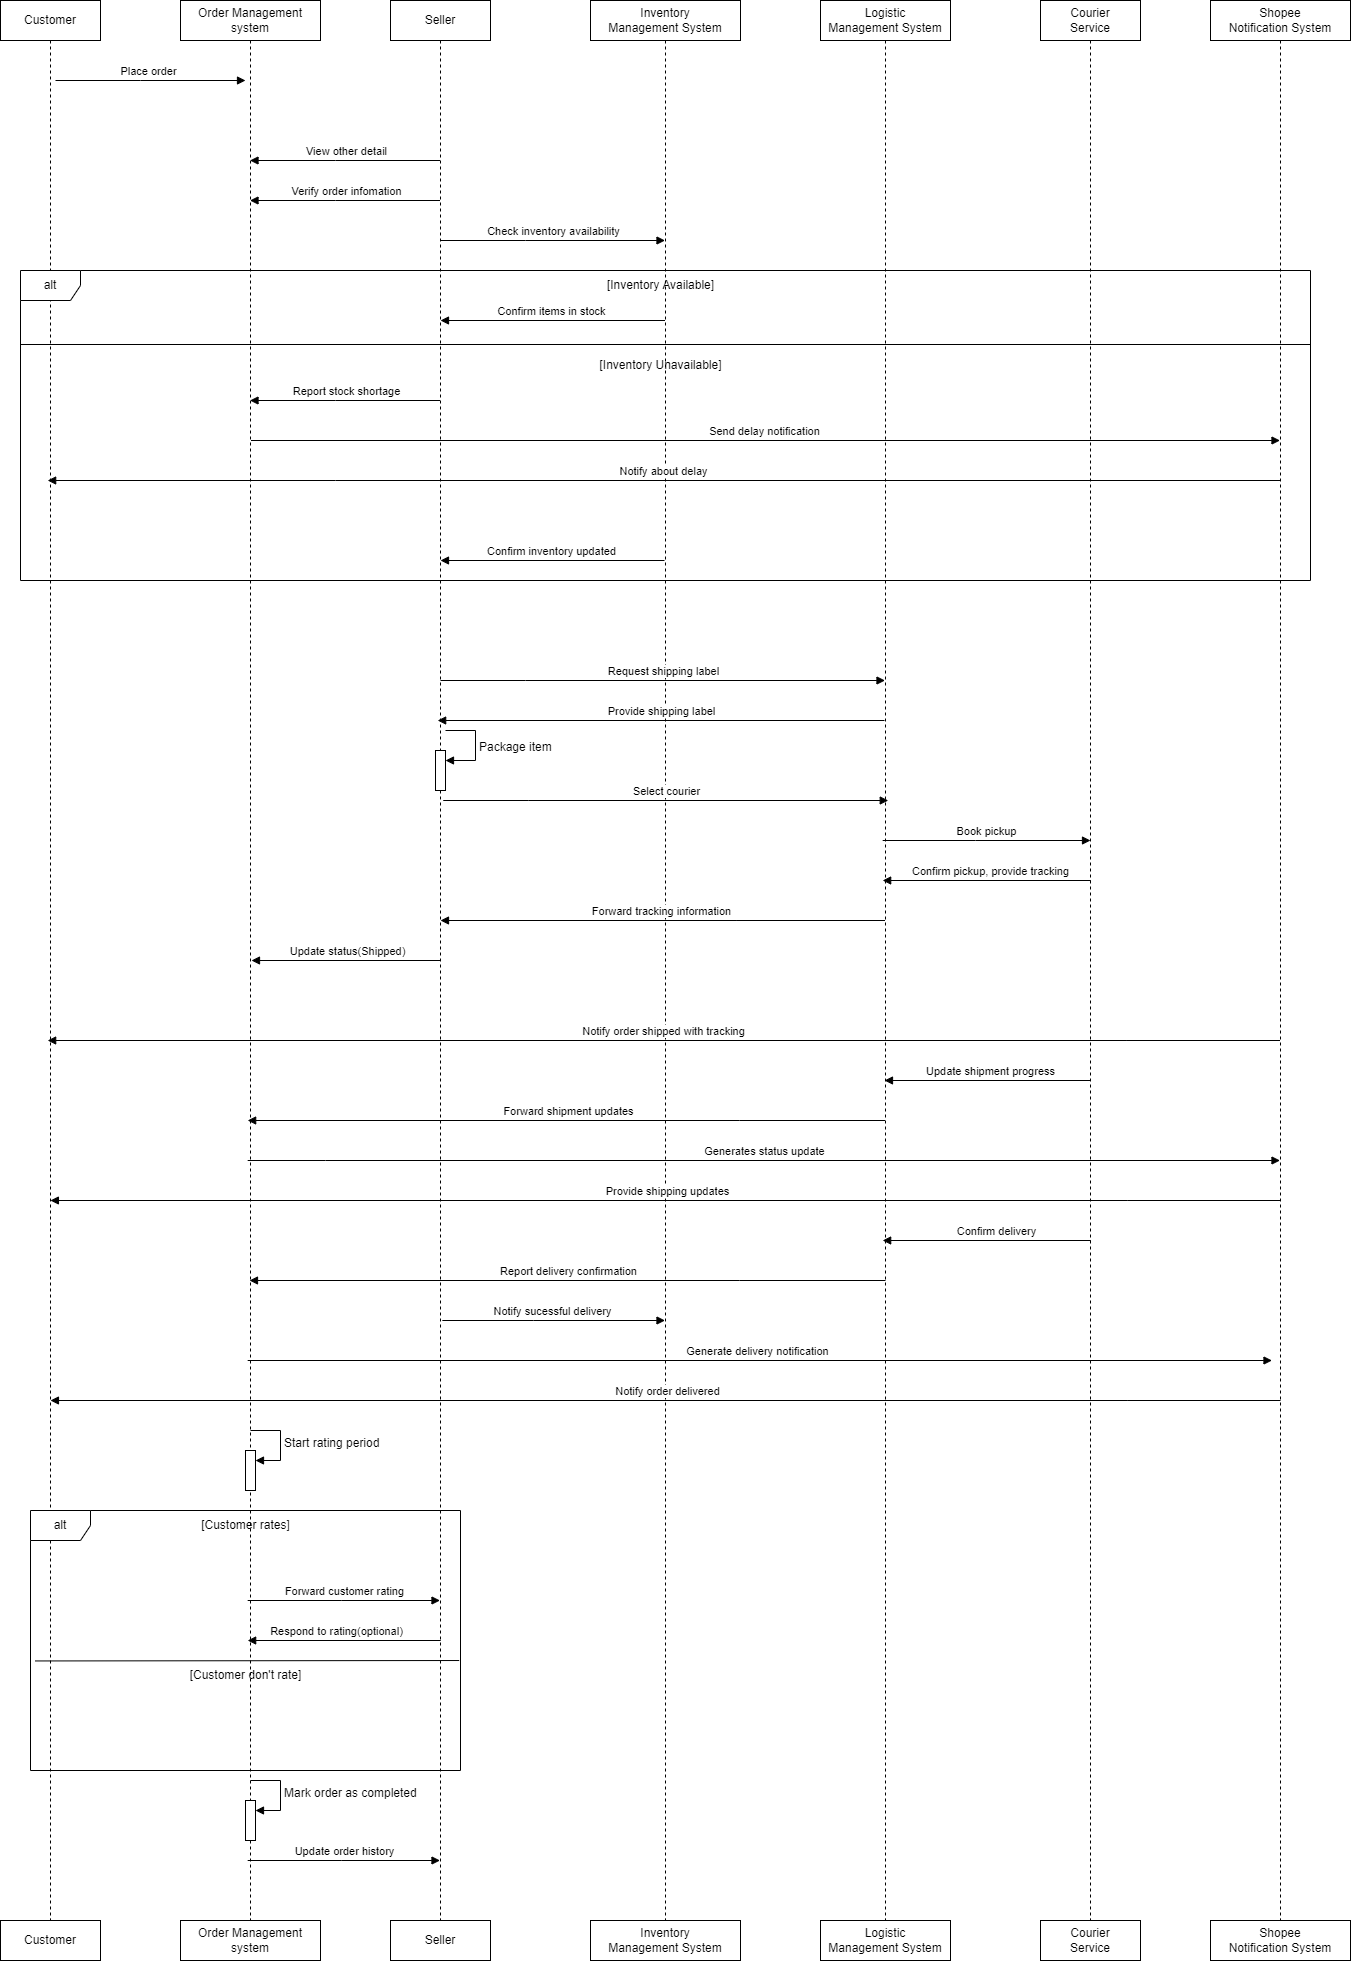 Customer
Order Management
system
Seller
Inventory
Management System
Logistic
Management System
Courier
Service
Shopee
Notification System
Place order
View other detail
Verify order infomation
Check inventory availability
alt
[Inventory Available]
Confirm items in stock
[Inventory Unavailable]
Report stock shortage
Send delay notification
Notify about delay
Confirm inventory updated
Request shipping label
Provide shipping label
Package item
Select courier
Book pickup
Confirm pickup, provide tracking
Forward tracking information
Update status(Shipped)
Notify order shipped with tracking
Update shipment progress
Forward shipment updates
Generates status update
Provide shipping updates
Confirm delivery
Report delivery confirmation
Notify sucessful delivery
Generate delivery notification
Notify order delivered
Start rating period
alt
[Customer rates]
Forward customer rating
Respond to rating(optional)
[Customer don't rate]
Mark order as completed
Update order history
Customer
Order Management
system
Seller
Inventory
Management System
Logistic
Management System
Courier
Service
Shopee
Notification System